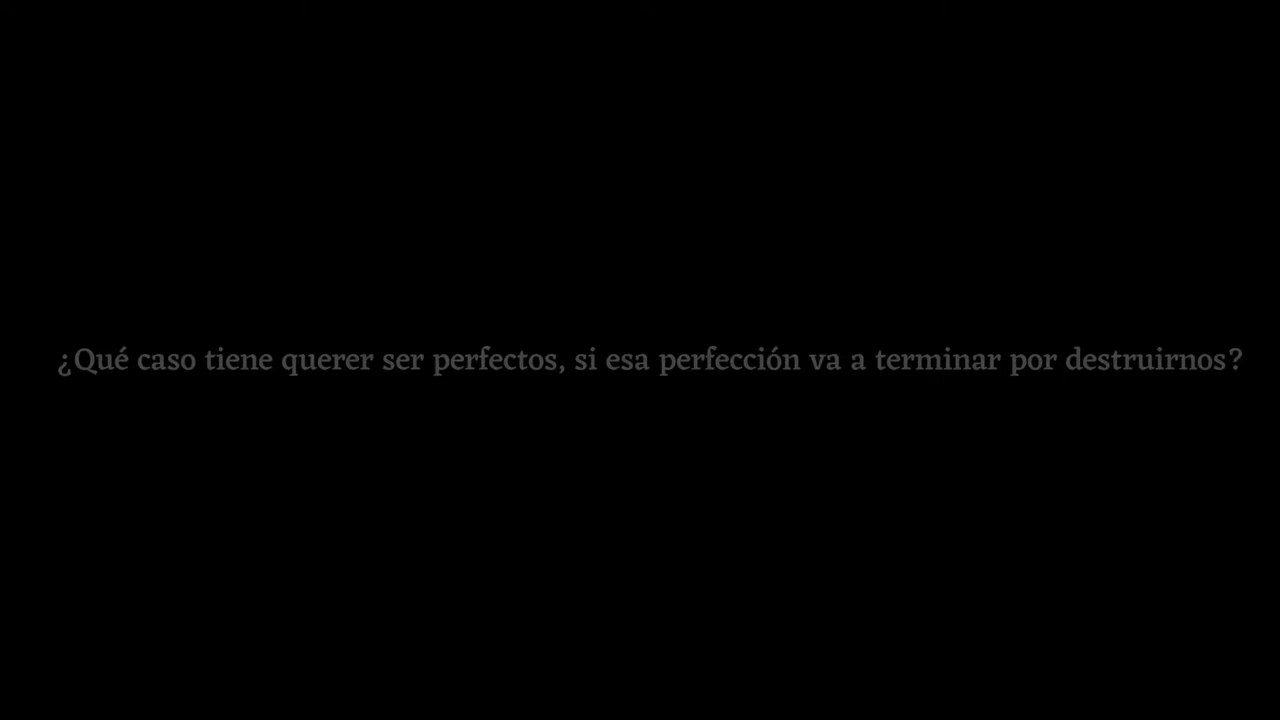 ¿Qué caso tiene querer ser perfectos, si esa perfección va a terminar por destruirnos?